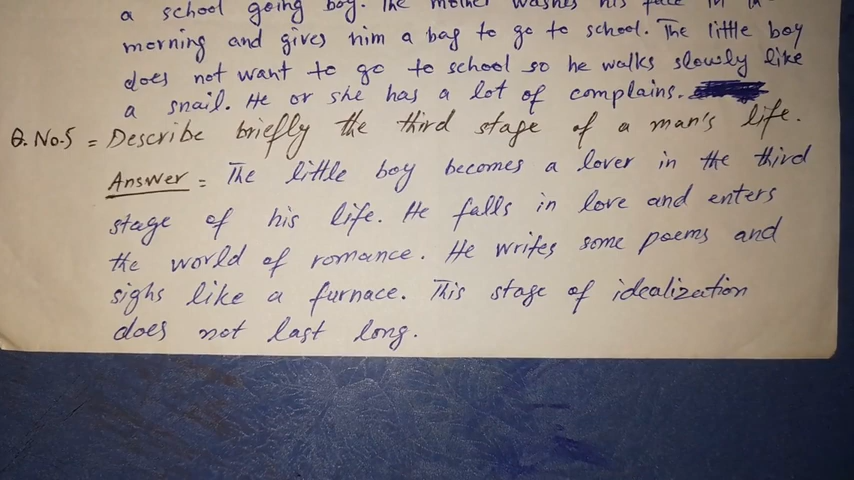 a school going boy. The mother washes his face in
morning and gives him a bag to go to school. The little boy
does not want to go to school so he walks slowly like
a snail. He or she has a lot of complains.
Q. No.5 = Describe briefly the third stage of a man's life.
Answer = The little boy becomes a lover in the third
stage of his life. He falls in love and enters
the world of romance. He writes some poems and
sighs like a furnace. This stage of idealization
does not last long.